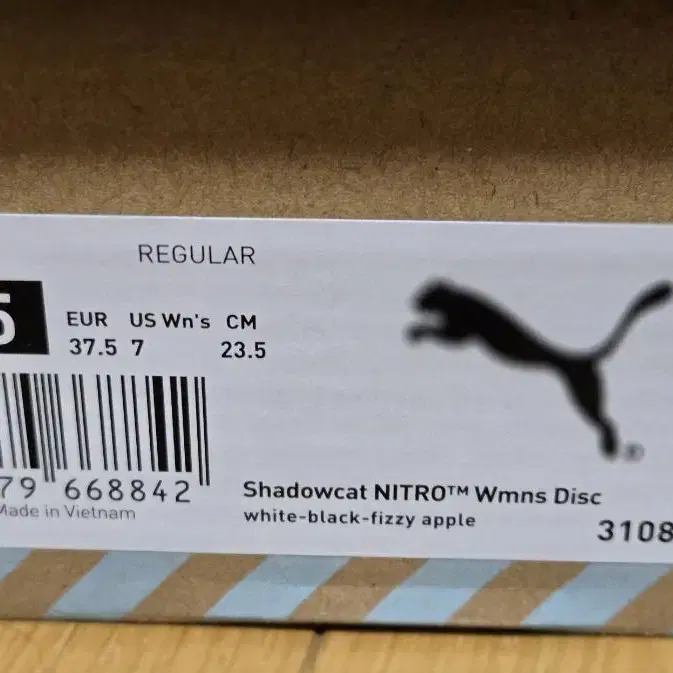 REGULAR
5
EUR US Wn's CM
37.5 7 23.5
79 668842
Made in Vietnam
Shadowcat NITRO™ Wmns Disc
white-black-fizzy apple
3108
®